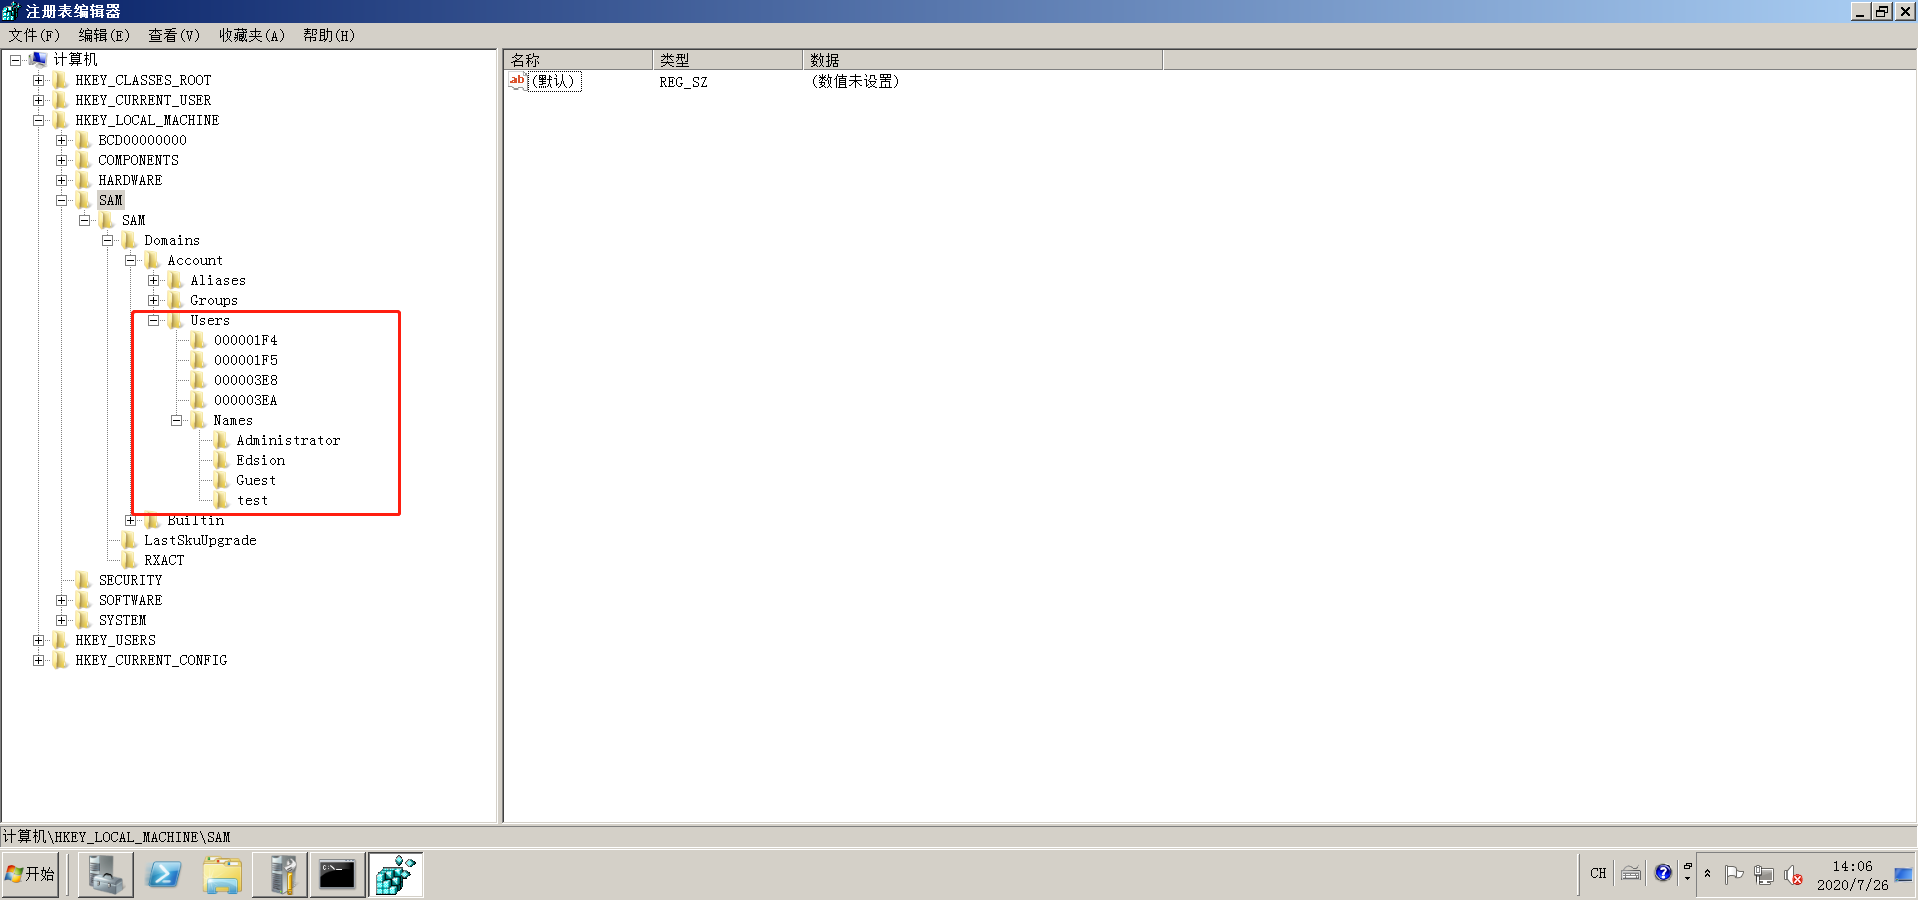 注册表编辑器
文件(F) 编辑(E) 查看(V) 收藏夹(A) 帮助(H)
计算机
HKEY_CLASSES_ROOT
HKEY_CURRENT_USER
HKEY_LOCAL_MACHINE
BCD00000000
COMPONENTS
HARDWARE
SAM
SAM
Domains
Account
Aliases
Groups
Users
000001F4
000001F5
000003E8
000003EA
Names
Administrator
Edsion
Guest
test
Builtin
LastSkuUpgrade
RXACT
SECURITY
SOFTWARE
SYSTEM
HKEY_USERS
HKEY_CURRENT_CONFIG
名称 类型 数据
ab (默认) REG_SZ (数值未设置)
计算机\HKEY_LOCAL_MACHINE\SAM
开始
CH
14:06
2020/7/26